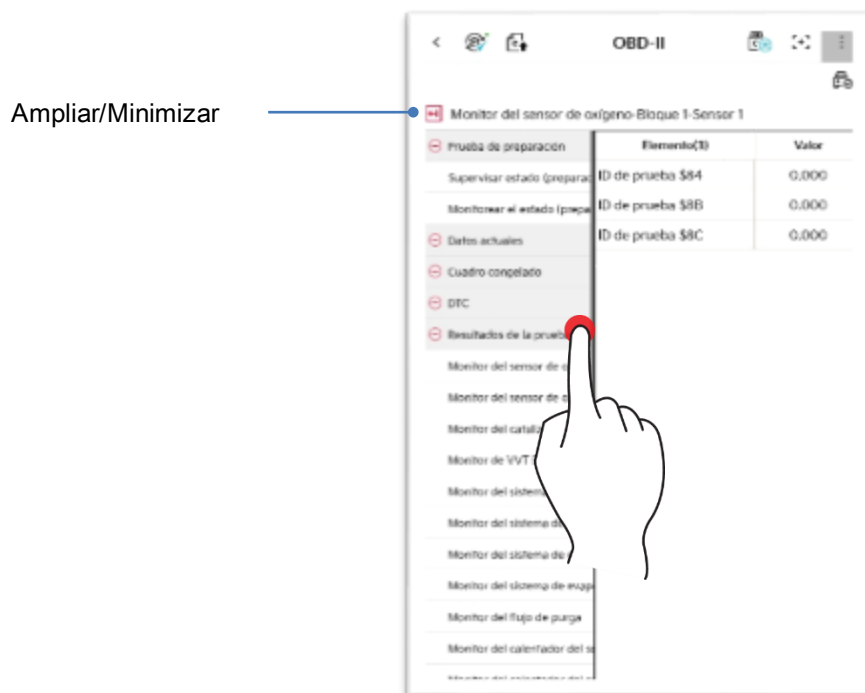 OBD-II
Ampliar/Minimizar
Monitor del sensor de oxígeno-Bloque 1-Sensor 1
Prueba de preparación
Elemento(3)
Valor
Supervisar estado (preparac
ID de prueba $84
0.000
Monitorear el estado (prepa
ID de prueba $8B
0.000
Datos actuales
ID de prueba $8C
0.000
Cuadro congelado
DTC
Resultados de la prueb
Monitor del sensor de o
Monitor del sensor de o
Monitor del catali
Monitor de VVT
Monitor del sistem
Monitor del sistema de
Monitor del sistema de
Monitor del sistema de evap
Monitor del flujo de purga
Monitor del calentador del se